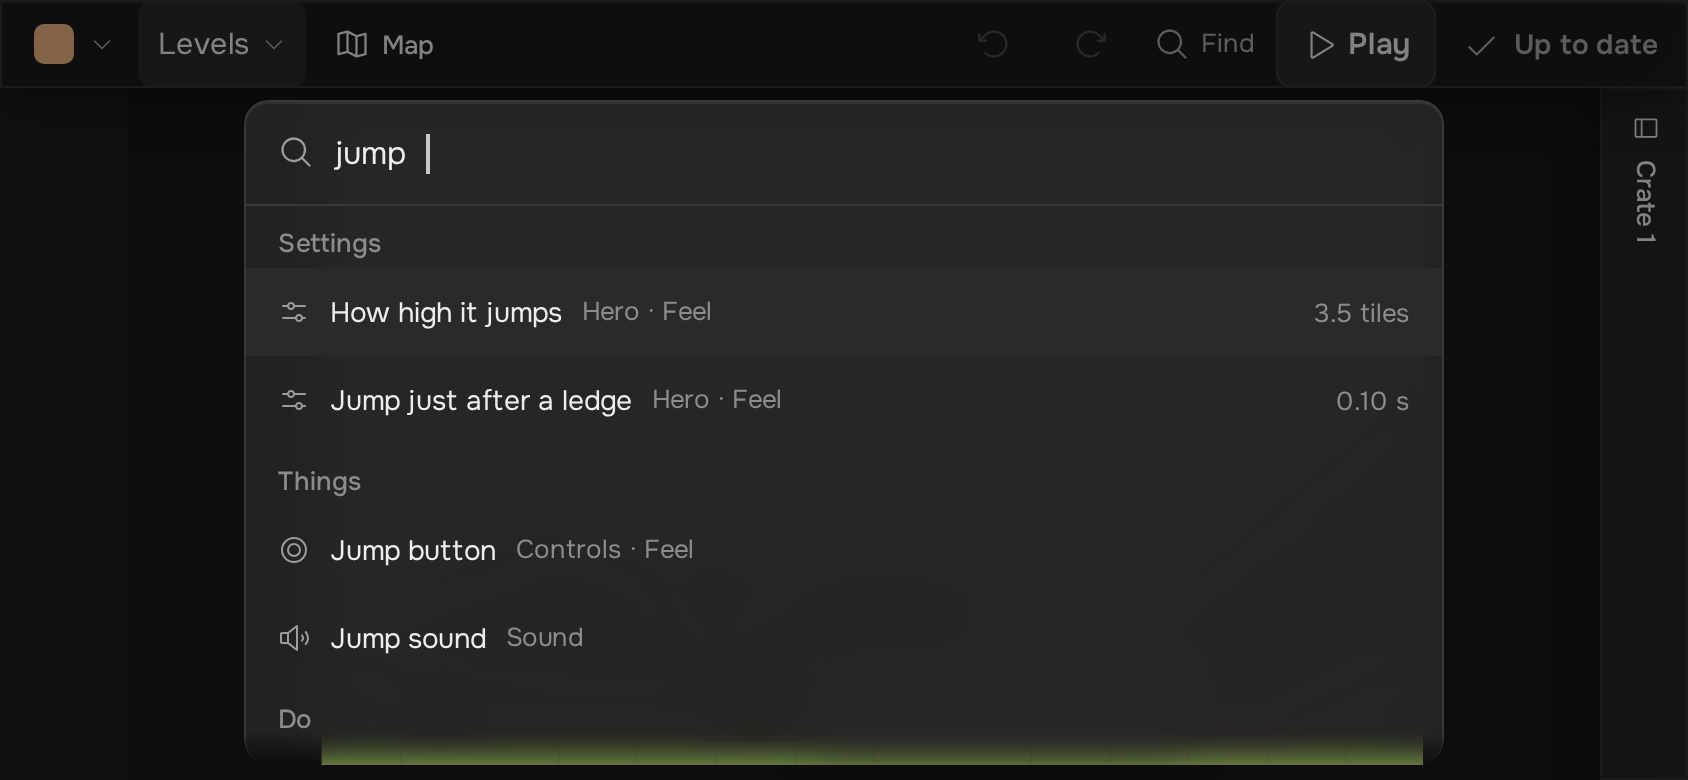 Levels
Map
Find
Play
Up to date
jump
Settings
How high it jumps Hero · Feel 3.5 tiles
Jump just after a ledge Hero · Feel 0.10 s
Things
Jump button Controls · Feel
Jump sound Sound
Do
Crate 1